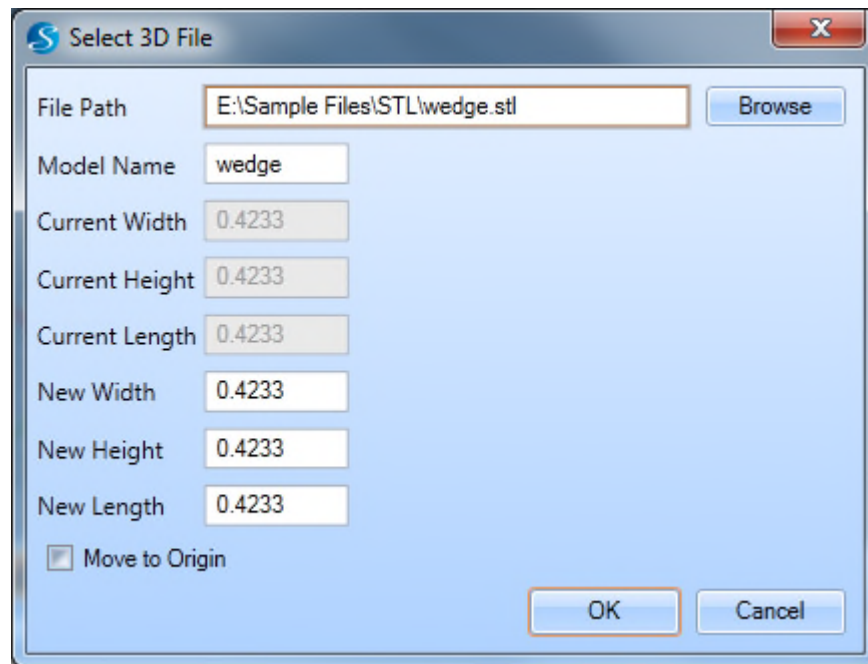 Select 3D File
File Path E:\Sample Files\STL\wedge.stl Browse
Model Name wedge
Current Width 0.4233
Current Height 0.4233
Current Length 0.4233
New Width 0.4233
New Height 0.4233
New Length 0.4233
Move to Origin
OK Cancel